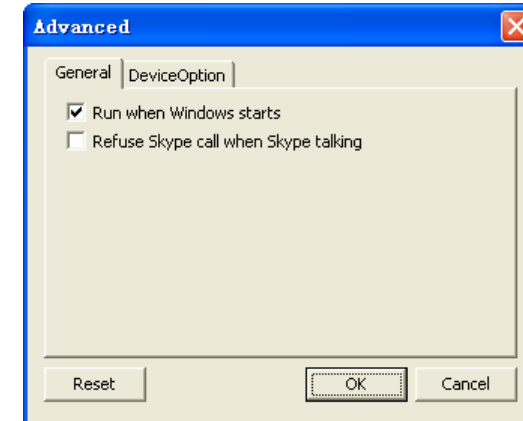 Advanced
General DeviceOption
Run when Windows starts
Refuse Skype call when Skype talking
Reset OK Cancel